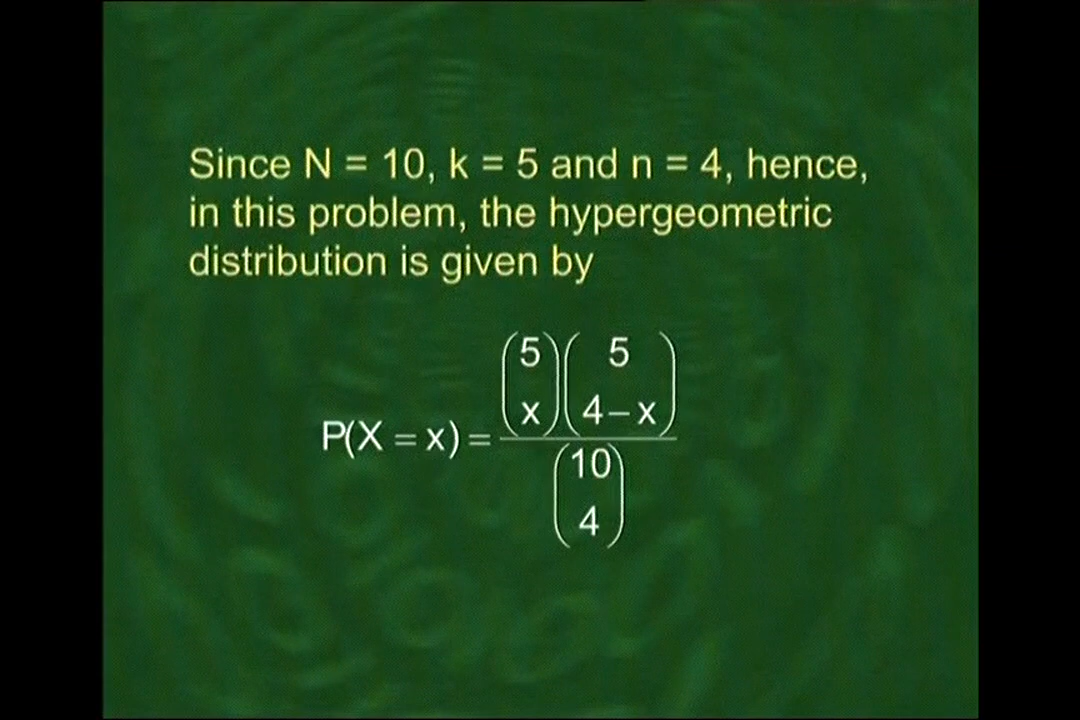 Since N = 10, k = 5 and n = 4, hence,
in this problem, the hypergeometric
distribution is given by
5 5
x 4 – x
P(X = x) =
10
4